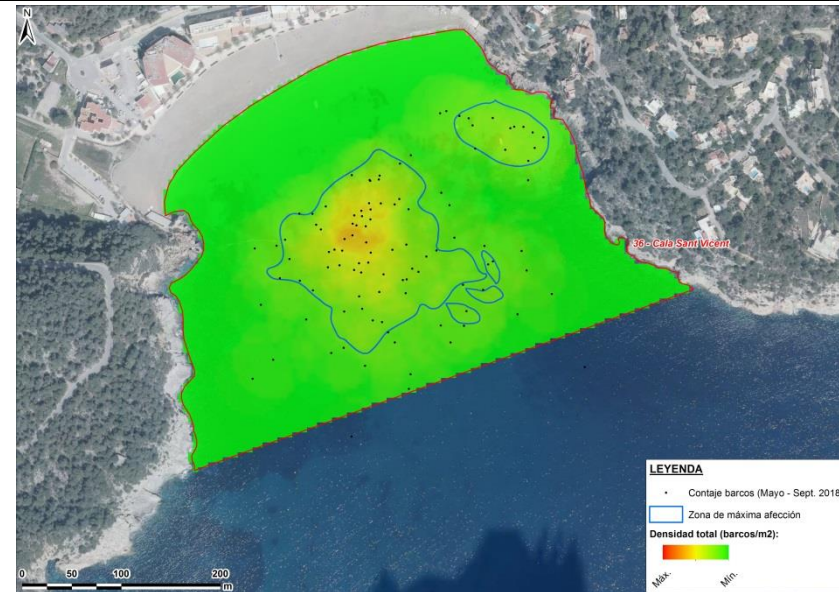 N
36 - Cala Sant Vicent
LEYENDA
Contaje barcos (Mayo - Sept. 2018
Zona de máxima afección
Densidad total (barcos/m2):
Máx. Mín.
0 50 100 200
m